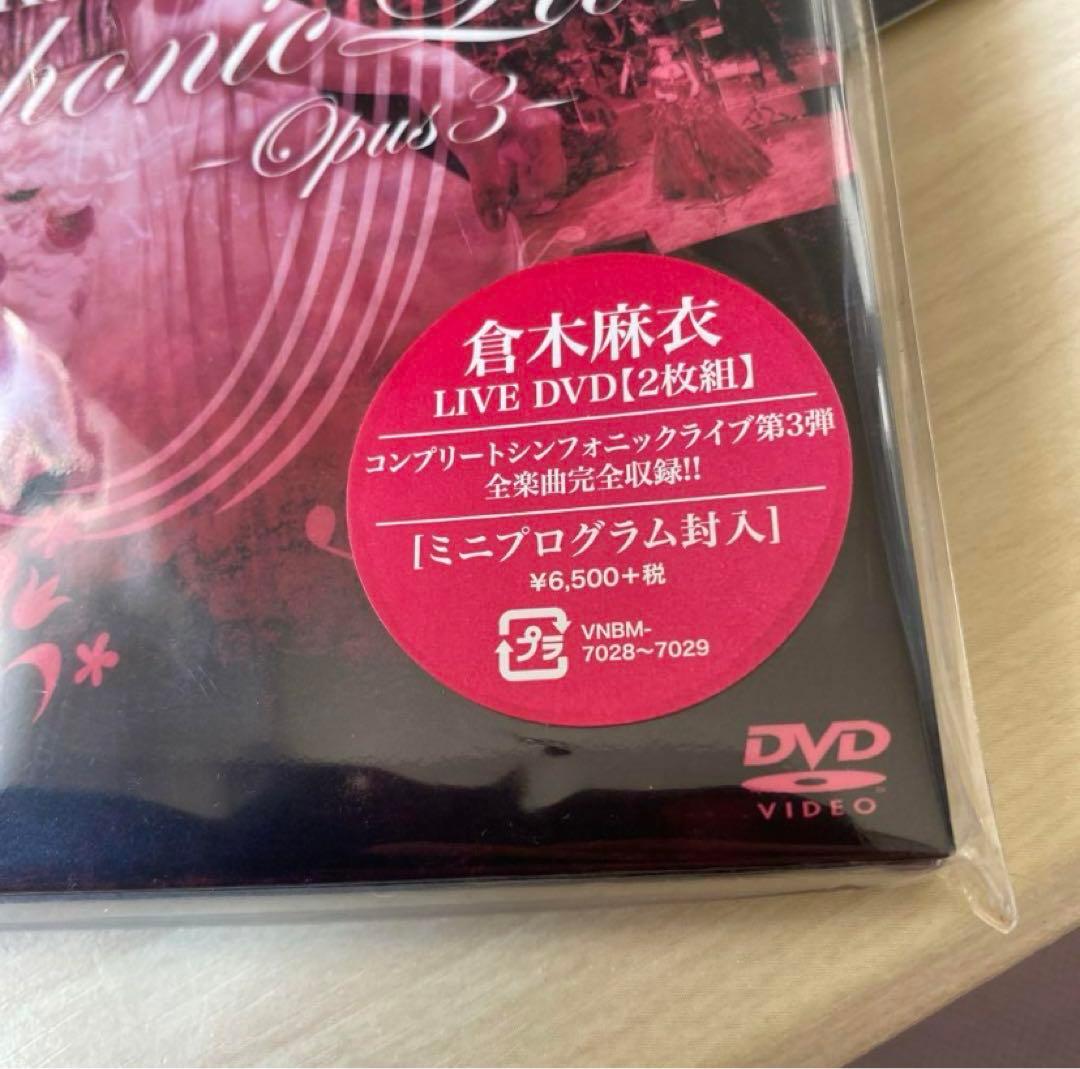 honic
-Opus 3-
倉木麻衣
LIVE DVD【2枚組】
コンプリートシンフォニックライブ第3弾
全楽曲完全収録!!
[ミニプログラム封入]
¥6,500+税
プラ
VNBM-
7028〜7029
DVD
VIDEO